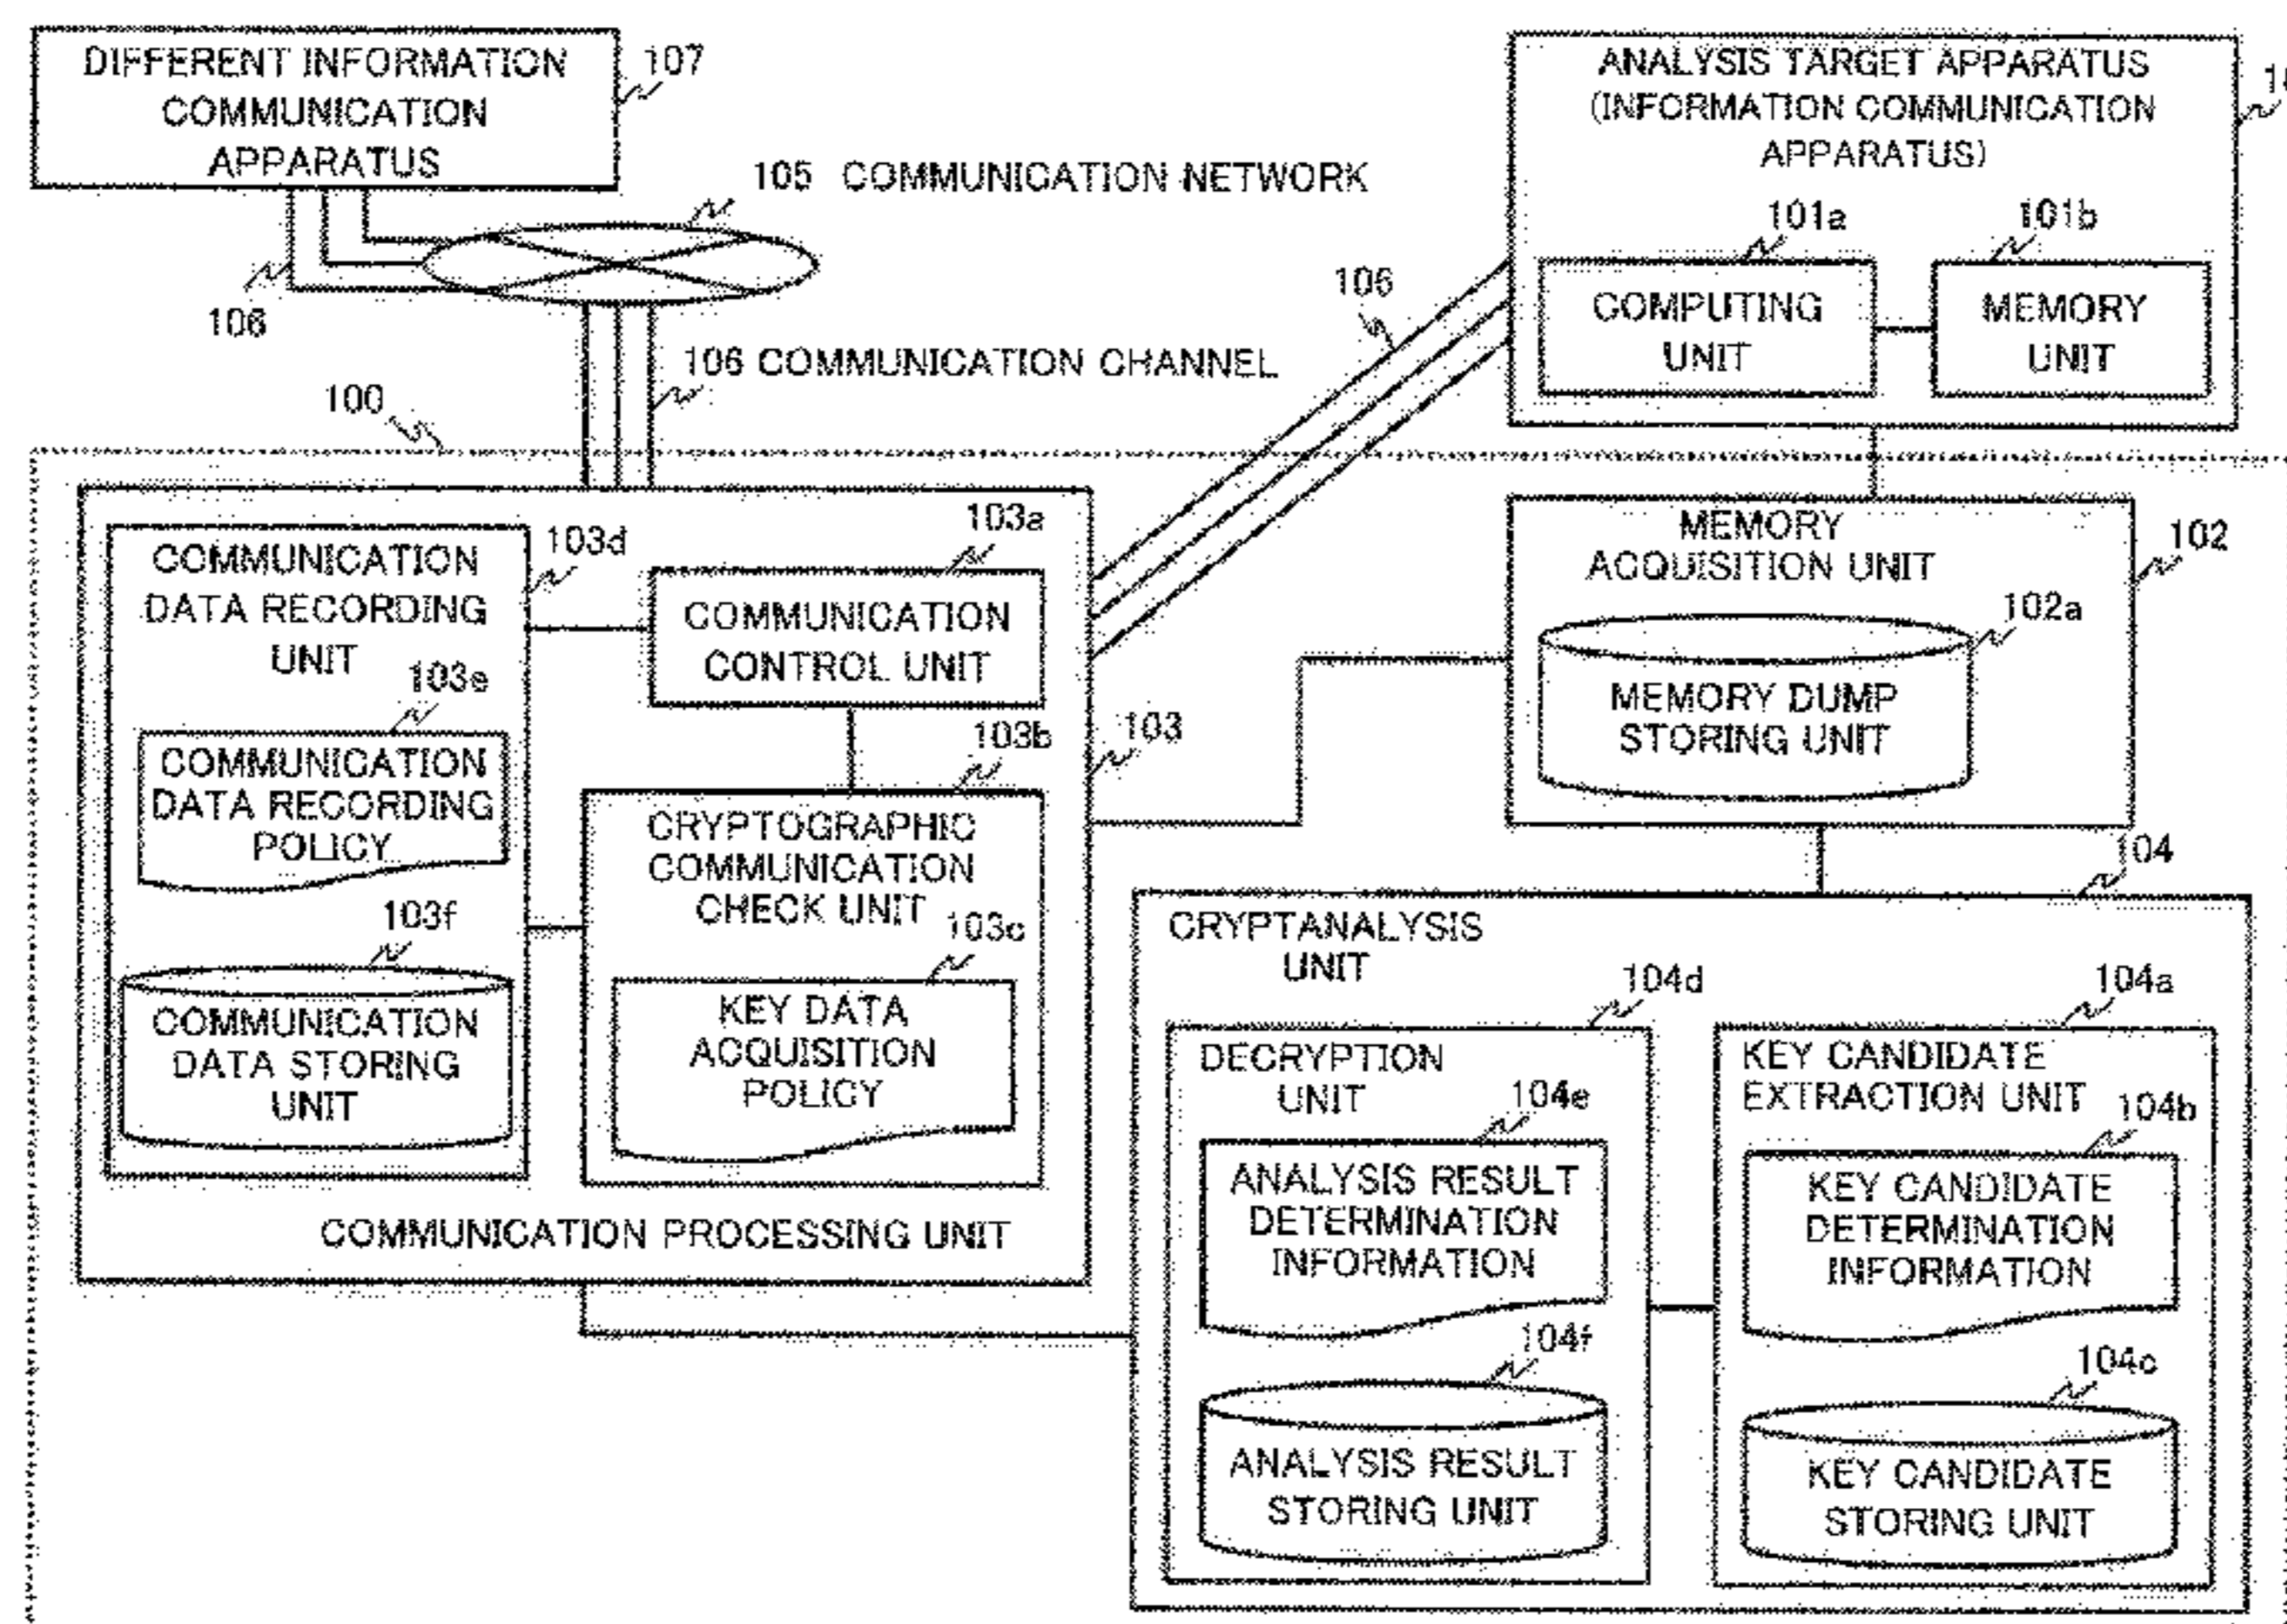 DIFFERENT INFORMATION
COMMUNICATION
APPARATUS
107
105 COMMUNICATION NETWORK
106
106 COMMUNICATION CHANNEL
106
ANALYSIS TARGET APPARATUS
(INFORMATION COMMUNICATION
APPARATUS)
101a
101b
COMPUTING
UNIT
MEMORY
UNIT
100
103d
COMMUNICATION
DATA RECORDING
UNIT
103e
COMMUNICATION
DATA RECORDING
POLICY
103f
COMMUNICATION
DATA STORING
UNIT
103a
COMMUNICATION
CONTROL UNIT
103b
CRYPTOGRAPHIC
COMMUNICATION
CHECK UNIT
103c
KEY DATA
ACQUISITION
POLICY
COMMUNICATION PROCESSING UNIT
103
MEMORY
ACQUISITION UNIT
102
102a
MEMORY DUMP
STORING UNIT
104
CRYPTANALYSIS
UNIT
104d
DECRYPTION
UNIT
104e
ANALYSIS RESULT
DETERMINATION
INFORMATION
104f
ANALYSIS RESULT
STORING UNIT
104a
KEY CANDIDATE
EXTRACTION UNIT
104b
KEY CANDIDATE
DETERMINATION
INFORMATION
104c
KEY CANDIDATE
STORING UNIT